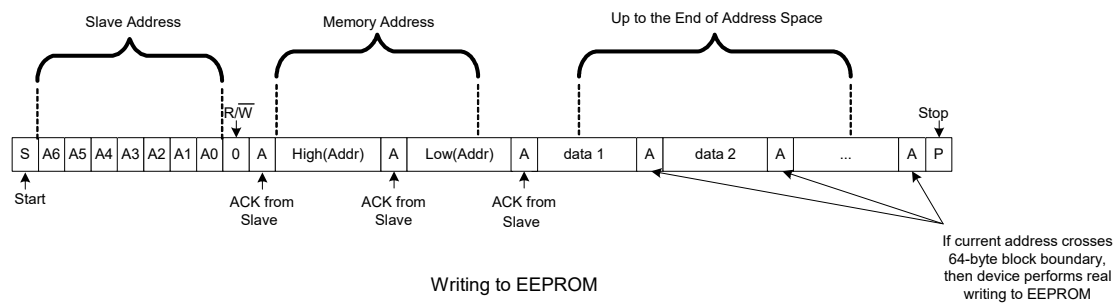 Slave Address
Memory Address
Up to the End of Address Space
R/W
Stop
S A6 A5 A4 A3 A2 A1 A0 0 A High(Addr) A Low(Addr) A data 1 A data 2 A ... A P
Start
ACK from
Slave
ACK from
Slave
ACK from
Slave
If current address crosses
64-byte block boundary,
then device performs real
writing to EEPROM
Writing to EEPROM